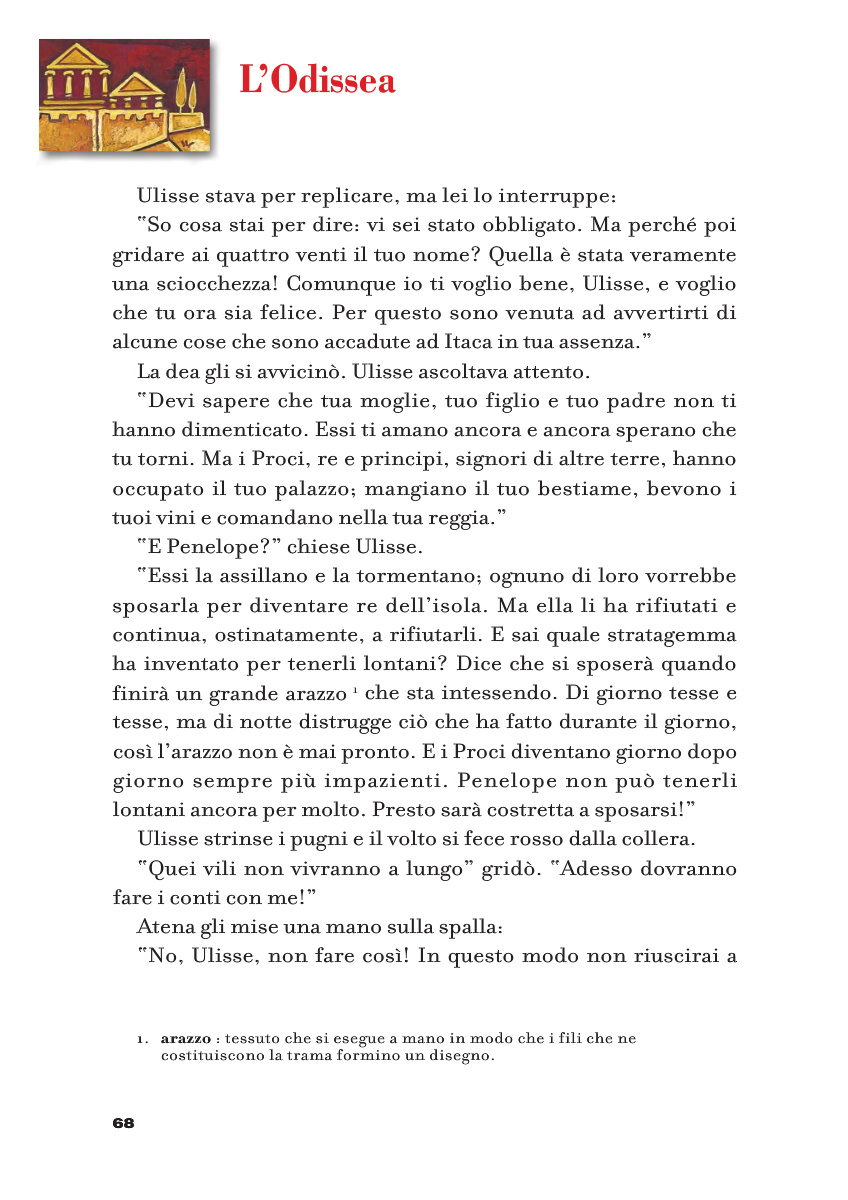 L’Odissea
Ulisse stava per replicare, ma lei lo interruppe:
“So cosa stai per dire: vi sei stato obbligato. Ma perché poi
gridare ai quattro venti il tuo nome? Quella è stata veramente
una sciocchezza! Comunque io ti voglio bene, Ulisse, e voglio
che tu ora sia felice. Per questo sono venuta ad avvertirti di
alcune cose che sono accadute ad Itaca in tua assenza.”
La dea gli si avvicinò. Ulisse ascoltava attento.
“Devi sapere che tua moglie, tuo figlio e tuo padre non ti
hanno dimenticato. Essi ti amano ancora e ancora sperano che
tu torni. Ma i Proci, re e principi, signori di altre terre, hanno
occupato il tuo palazzo; mangiano il tuo bestiame, bevono i
tuoi vini e comandano nella tua reggia.”
“E Penelope?” chiese Ulisse.
“Essi la assillano e la tormentano; ognuno di loro vorrebbe
sposarla per diventare re dell’isola. Ma ella li ha rifiutati e
continua, ostinatamente, a rifiutarli. E sai quale stratagemma
ha inventato per tenerli lontani? Dice che si sposerà quando
finirà un grande arazzo ¹ che sta intessendo. Di giorno tesse e
tesse, ma di notte distrugge ciò che ha fatto durante il giorno,
così l’arazzo non è mai pronto. E i Proci diventano giorno dopo
giorno sempre più impazienti. Penelope non può tenerli
lontani ancora per molto. Presto sarà costretta a sposarsi!”
Ulisse strinse i pugni e il volto si fece rosso dalla collera.
“Quei vili non vivranno a lungo” gridò. “Adesso dovranno
fare i conti con me!”
Atena gli mise una mano sulla spalla:
“No, Ulisse, non fare così! In questo modo non riuscirai a
1. arazzo : tessuto che si esegue a mano in modo che i fili che ne
costituiscono la trama formino un disegno.
68